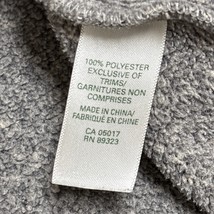 100% POLYESTER
EXCLUSIVE OF
TRIMS/
GARNITURES NON
COMPRISES
MADE IN CHINA/
FABRIQUÉ EN CHINE
CA 05017
RN 89323